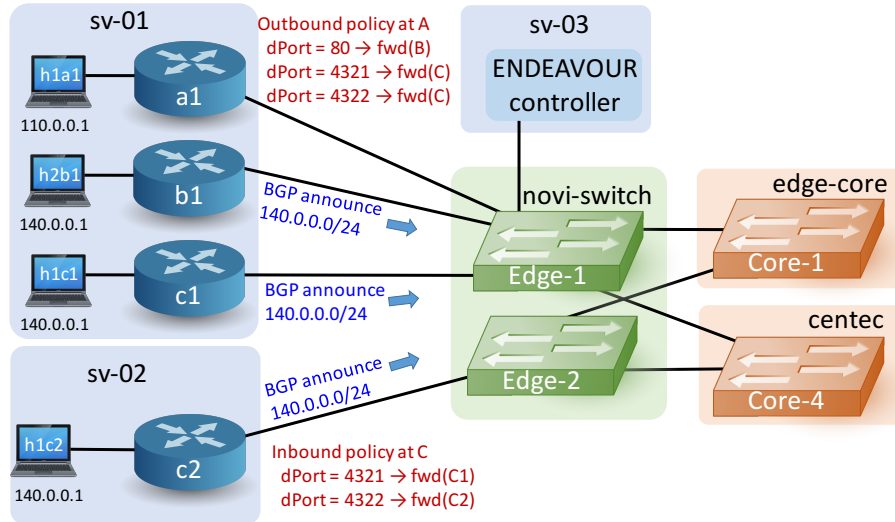 sv-01
Outbound policy at A
dPort = 80 → fwd(B)
dPort = 4321 → fwd(C)
dPort = 4322 → fwd(C)
sv-03
ENDEAVOUR
controller
h1a1
a1
110.0.0.1
h2b1
b1
140.0.0.1
BGP announce
140.0.0.0/24
novi-switch
edge-core
h1c1
c1
140.0.0.1
BGP announce
140.0.0.0/24
Edge-1
Core-1
sv-02
BGP announce
140.0.0.0/24
Edge-2
centec
Core-4
h1c2
c2
140.0.0.1
Inbound policy at C
dPort = 4321 → fwd(C1)
dPort = 4322 → fwd(C2)